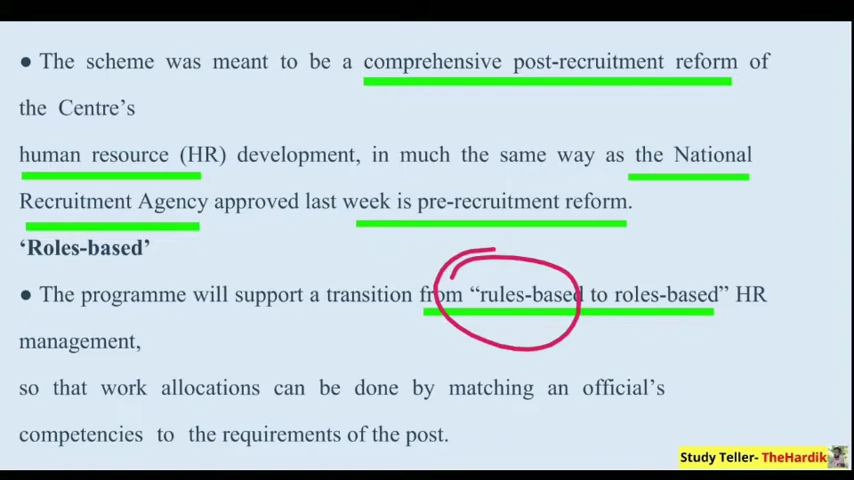 ● The scheme was meant to be a comprehensive post-recruitment reform of
the Centre's
human resource (HR) development, in much the same way as the National
Recruitment Agency approved last week is pre-recruitment reform.
‘Roles-based’
● The programme will support a transition from “rules-based to roles-based” HR
management,
so that work allocations can be done by matching an official’s
competencies to the requirements of the post.
Study Teller- TheHardik